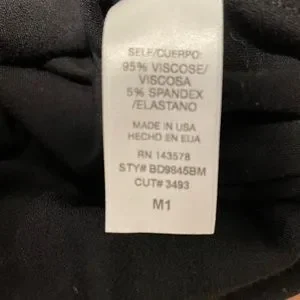 SELF/CUERPO:
95% VISCOSE/
VISCOSA
5% SPANDEX
/ELASTANO
MADE IN USA
HECHO EN EUA
RN 143578
STY# BD9845BM
CUT# 3493
M1